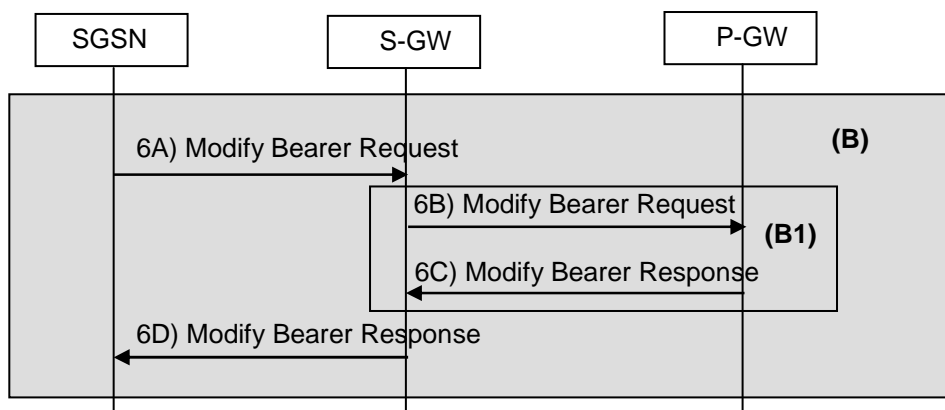 SGSN
S-GW
P-GW
(B)
6A) Modify Bearer Request
6B) Modify Bearer Request
(B1)
6C) Modify Bearer Response
6D) Modify Bearer Response